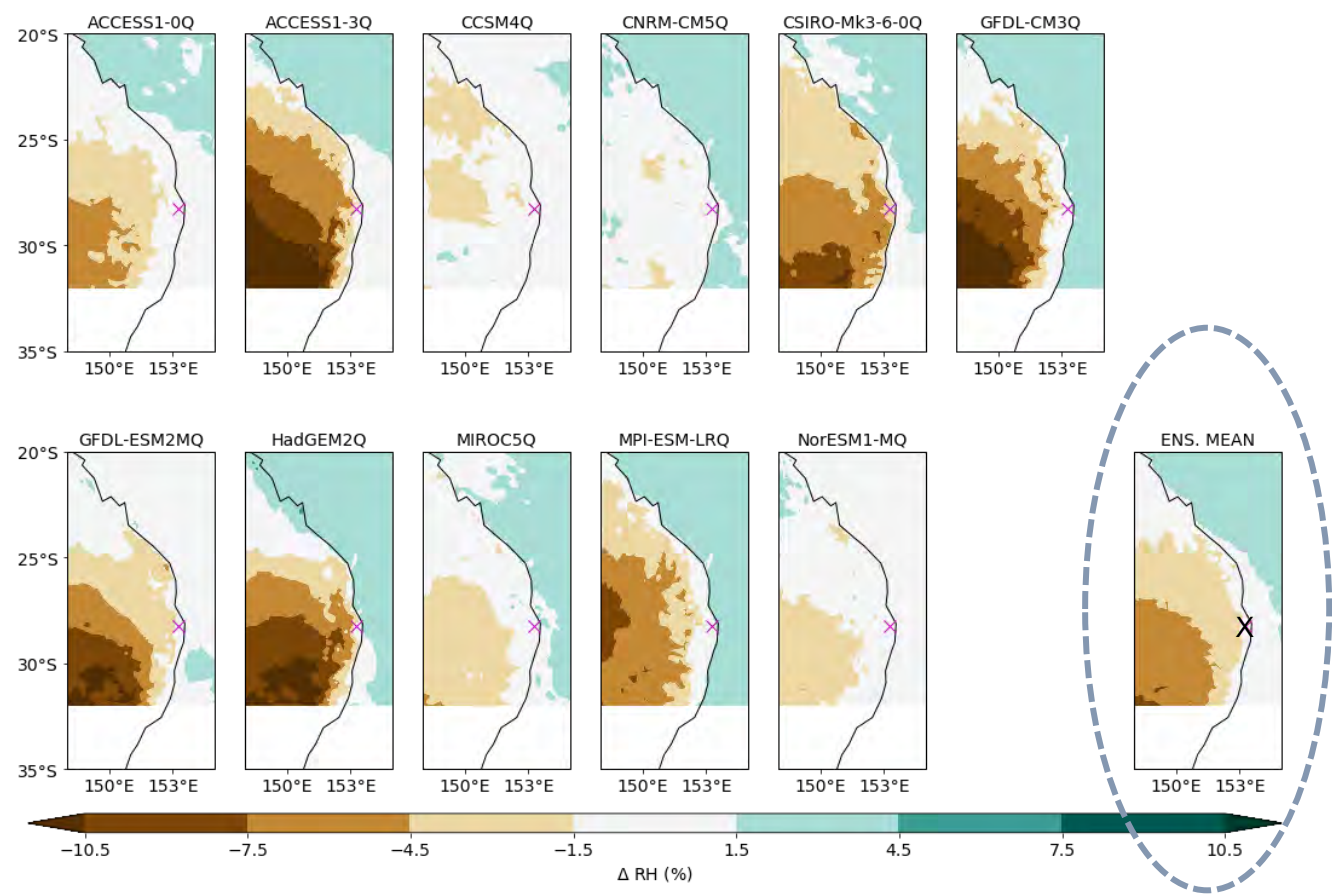 ACCESS1-0Q ACCESS1-3Q CCSM4Q CNRM-CM5Q CSIRO-Mk3-6-0Q GFDL-CM3Q
20°S
25°S
30°S
35°S
150°E 153°E 150°E 153°E 150°E 153°E 150°E 153°E 150°E 153°E 150°E 153°E
GFDL-ESM2MQ HadGEM2Q MIROC5Q MPI-ESM-LRQ NorESM1-MQ ENS. MEAN
20°S
25°S
X
30°S
35°S
150°E 153°E 150°E 153°E 150°E 153°E 150°E 153°E 150°E 153°E 150°E 153°E
−10.5 −7.5 −4.5 −1.5 1.5 4.5 7.5 10.5
Δ RH (%)